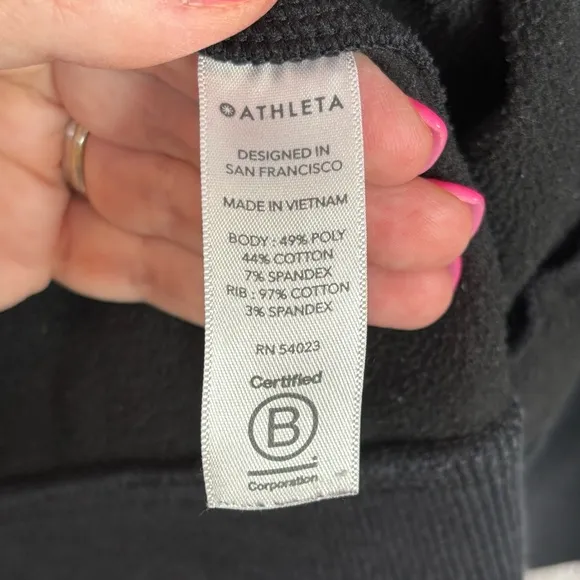 ATHLETA
DESIGNED IN
SAN FRANCISCO
MADE IN VIETNAM
BODY : 49% POLY
44% COTTON
7% SPANDEX
RIB : 97% COTTON
3% SPANDEX
RN 54023
Certified
B
Corporation